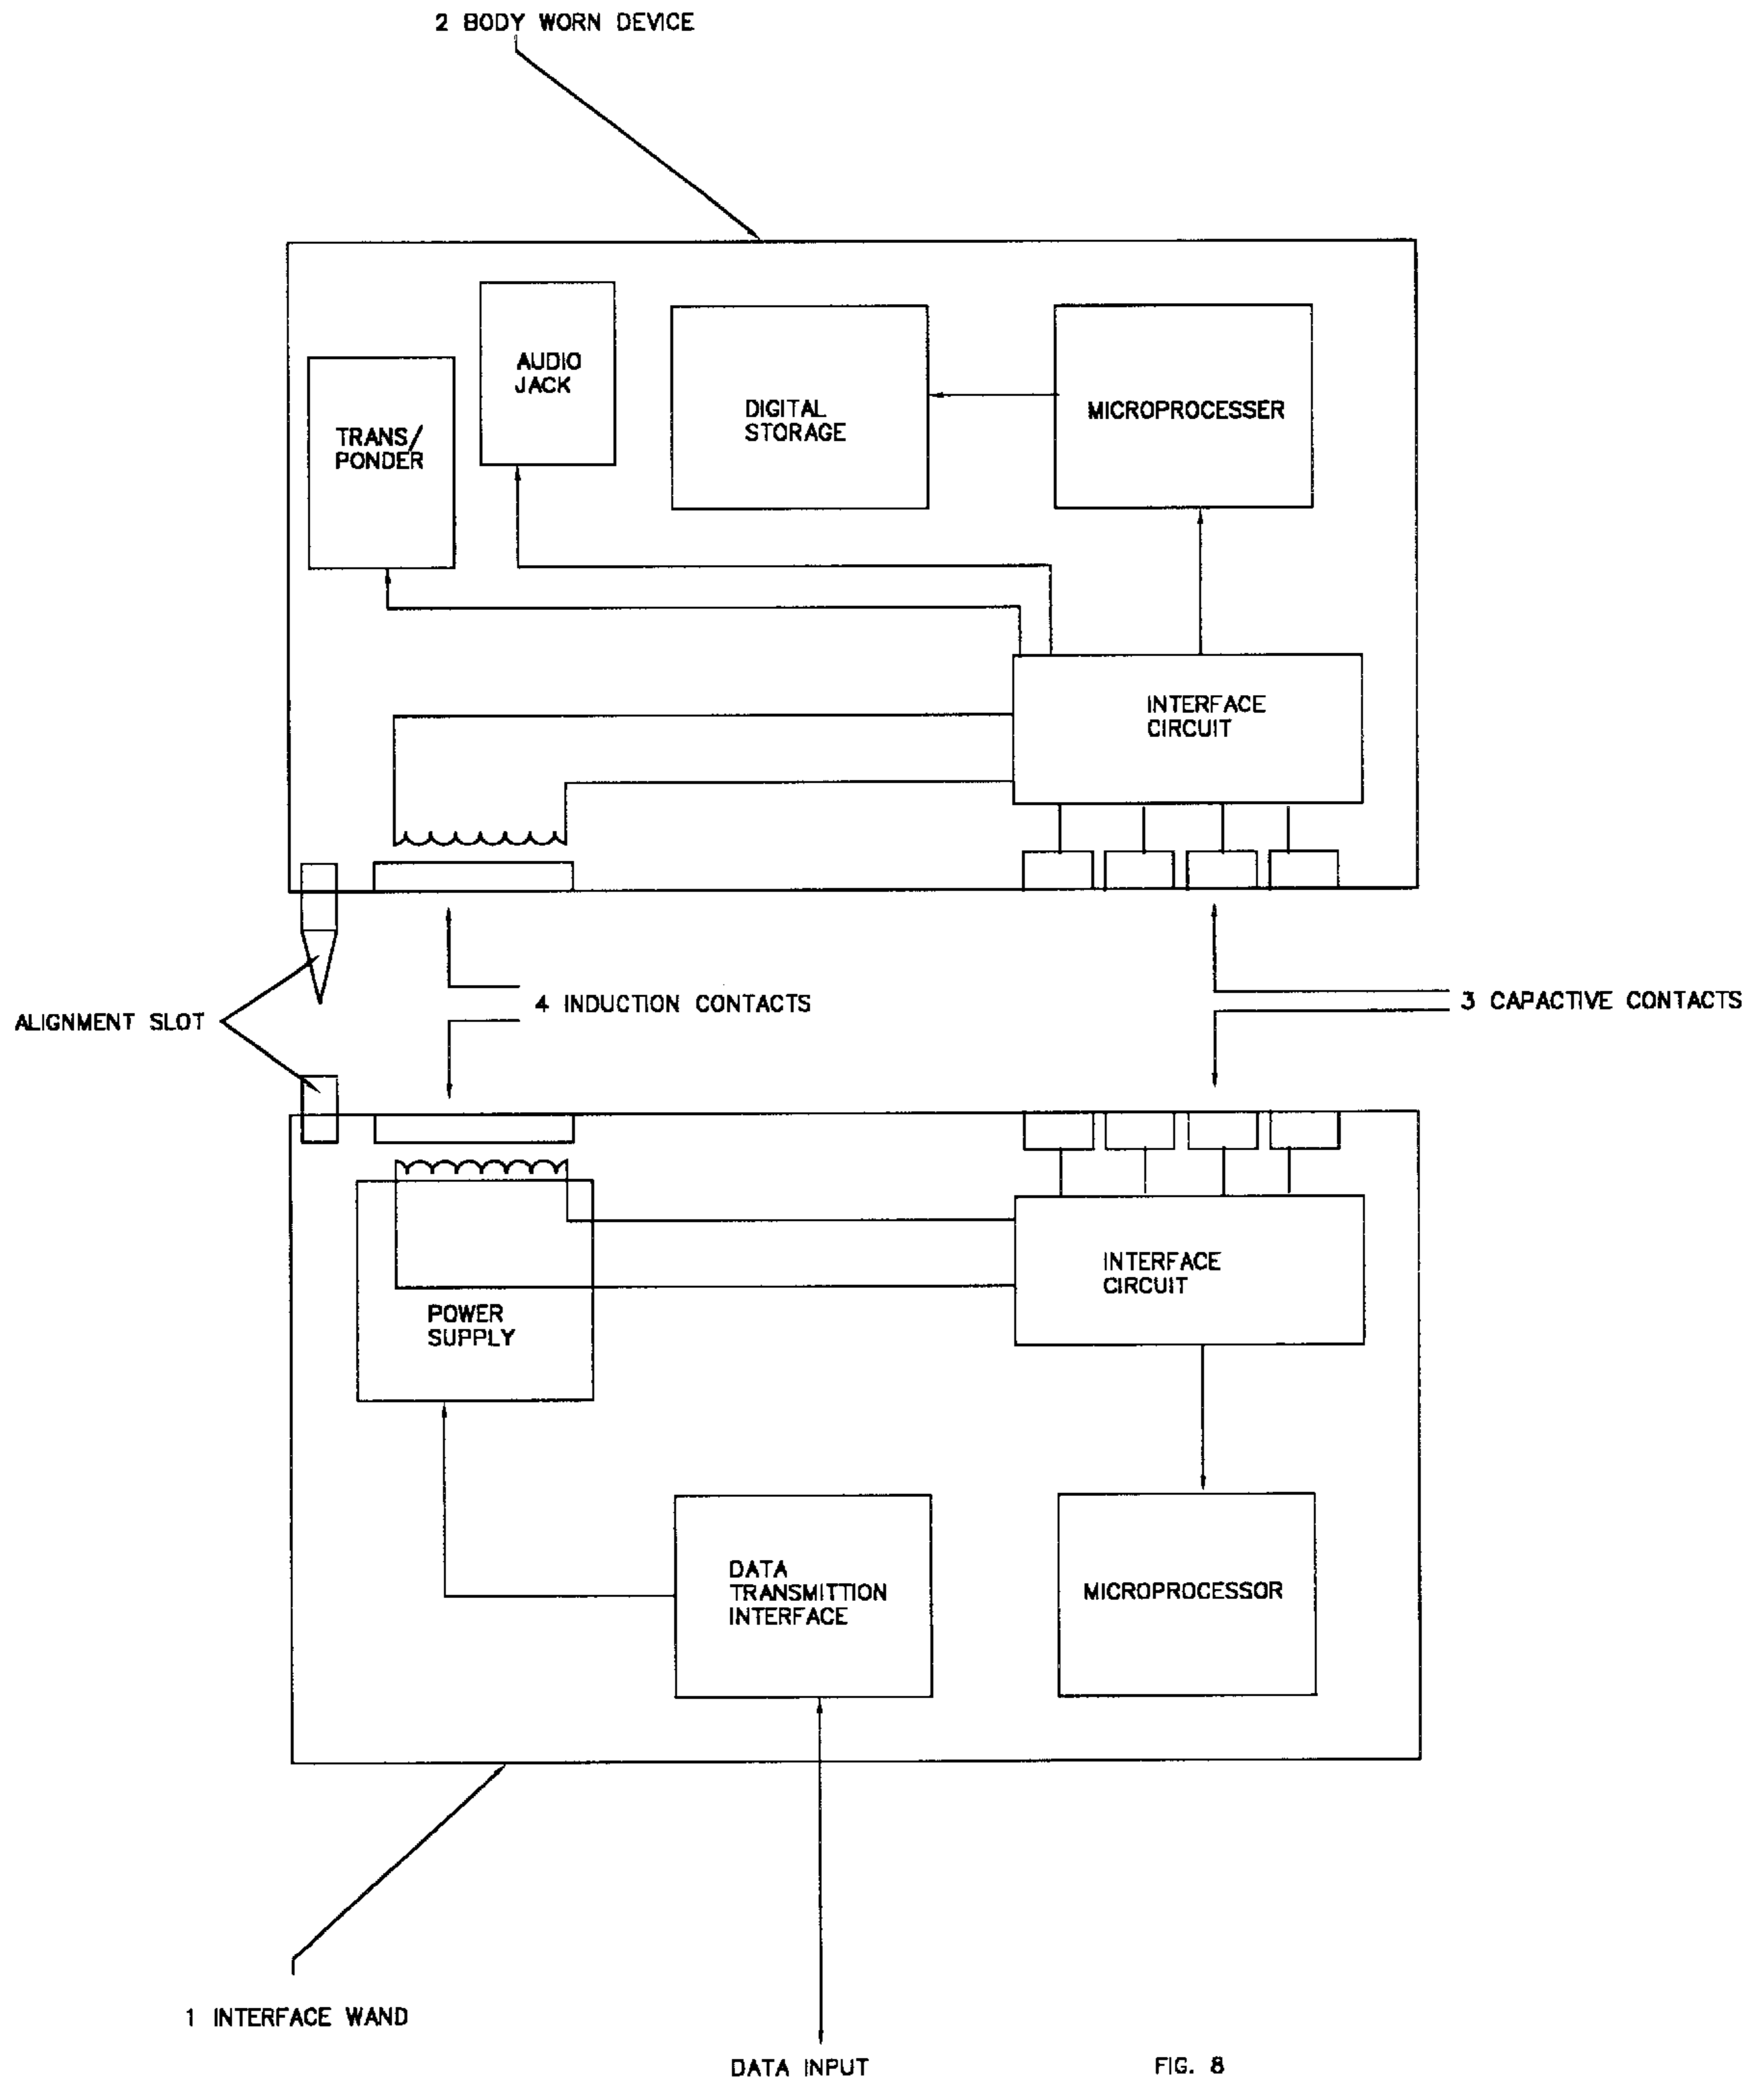 2 BODY WORN DEVICE
AUDIO
JACK
TRANS/
PONDER
DIGITAL
STORAGE
MICROPROCESSER
INTERFACE
CIRCUIT
ALIGNMENT SLOT
4 INDUCTION CONTACTS
3 CAPACTIVE CONTACTS
INTERFACE
CIRCUIT
POWER
SUPPLY
DATA
TRANSMITTION
INTERFACE
MICROPROCESSOR
1 INTERFACE WAND
DATA INPUT
FIG. 8